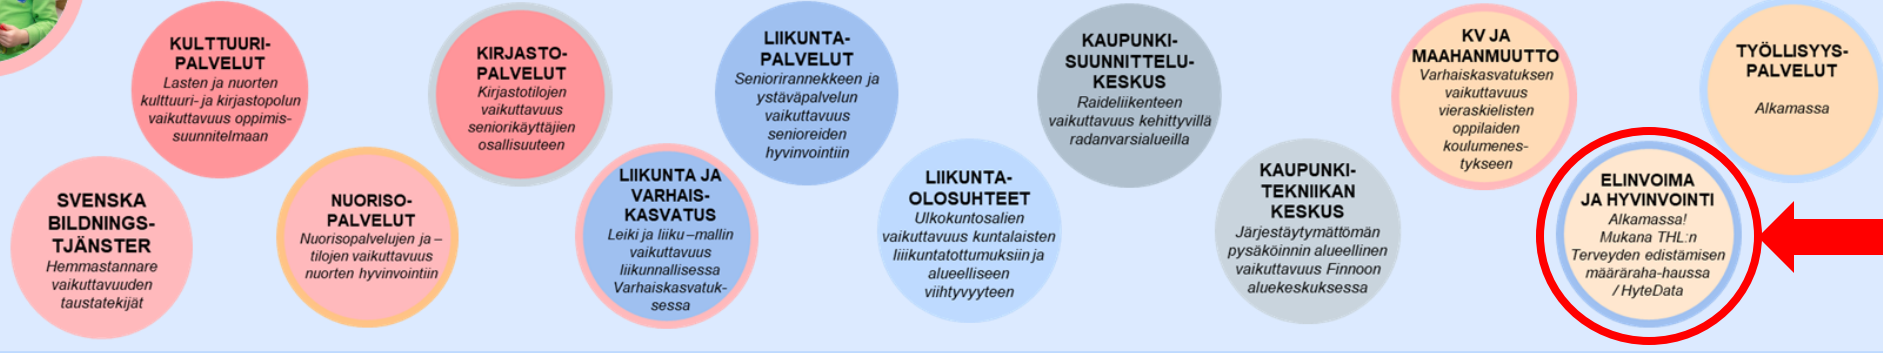 KULTTUURI-
PALVELUT
Lasten ja nuorten
kulttuuri- ja kirjastopolun
vaikuttavuus oppimis-
suunnitelmaan
SVENSKA
BILDNINGS-
TJÄNSTER
Hemmastannare
vaikuttavuuden
taustatekijät
KIRJASTO-
PALVELUT
Kirjastotilojen
vaikuttavuus
seniorikäyttäjien
osallisuuteen
NUORISO-
PALVELUT
Nuorisopalvelujen ja –
tilojen vaikuttavuus
nuorten hyvinvointiin
LIIKUNTA-
PALVELUT
Seniorirannekkeen ja
ystäväpalvelun
vaikuttavuus
senioreiden
hyvinvointiin
LIIKUNTA JA
VARHAIS-
KASVATUS
Leiki ja liiku –mallin
vaikuttavuus
liikunnallisessa
Varhaiskasvatuk-
sessa
KAUPUNKI-
SUUNNITTELU-
KESKUS
Raideliikenteen
vaikuttavuus kehittyvillä
radanvarsialueilla
LIIKUNTA-
OLOSUHTEET
Ulkokuntosalien
vaikuttavuus kuntalaisten
liiikuntatottumuksiin ja
alueelliseen
viihtyvyyteen
KV JA
MAAHANMUUTTO
Varhaiskasvatuksen
vaikuttavuus
vieraskielisten
oppilaiden
koulumenes-
tykseen
KAUPUNKI-
TEKNIIKAN
KESKUS
Järjestäytymättömän
pysäköinnin alueellinen
vaikuttavuus Finnoon
aluekeskuksessa
TYÖLLISYYS-
PALVELUT
Alkamassa
ELINVOIMA
JA HYVINVOINTI
Alkamassa!
Mukana THL:n
Terveyden edistämisen
määräraha-haussa
/ HyteData